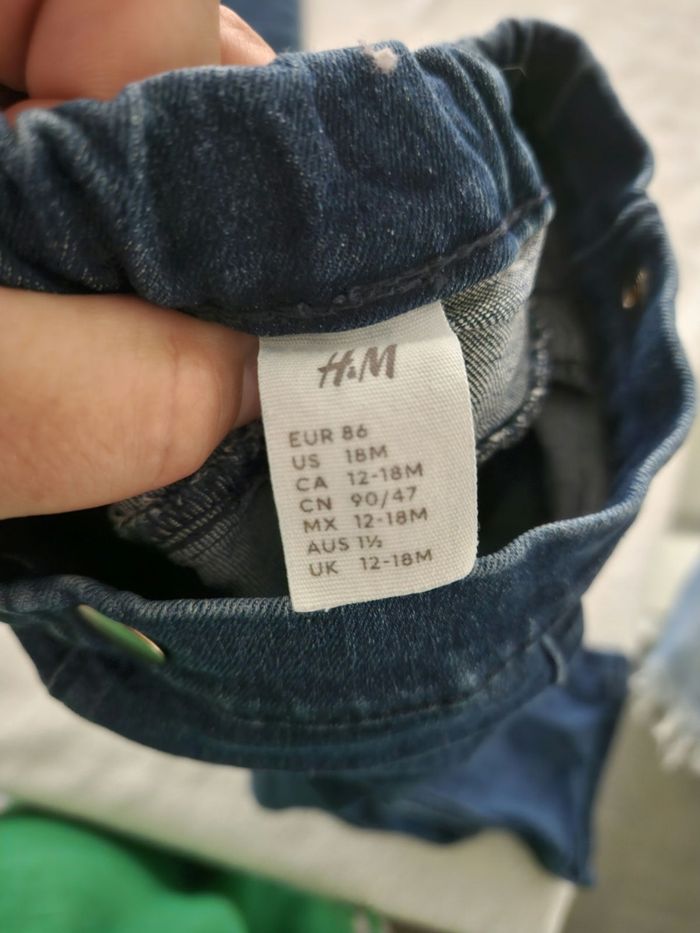 H&M
EUR 86
US 18M
CA 12-18M
CN 90/47
MX 12-18M
AUS 1½
UK 12-18M